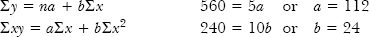 Σy = na + bΣx 560 = 5a or a = 112
Σxy = aΣx + bΣx² 240 = 10b or b = 24